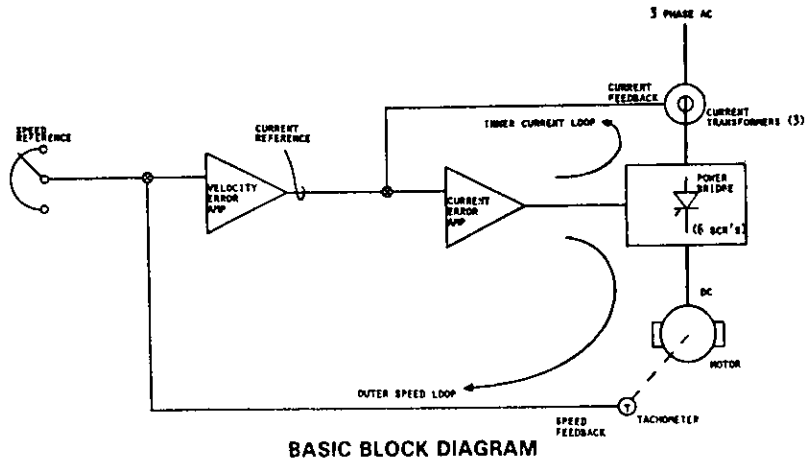 3 PHASE AC
CURRENT
FEEDBACK
SPEED
REFERENCE
CURRENT
REFERENCE
INNER CURRENT LOOP
CURRENT
TRANSFORMERS (3)
VELOCITY
ERROR
AMP
CURRENT
ERROR
AMP
POWER
BRIDGE
(6 SCR'S)
DC
MOTOR
OUTER SPEED LOOP
SPEED
FEEDBACK
T
TACHOMETER
BASIC BLOCK DIAGRAM